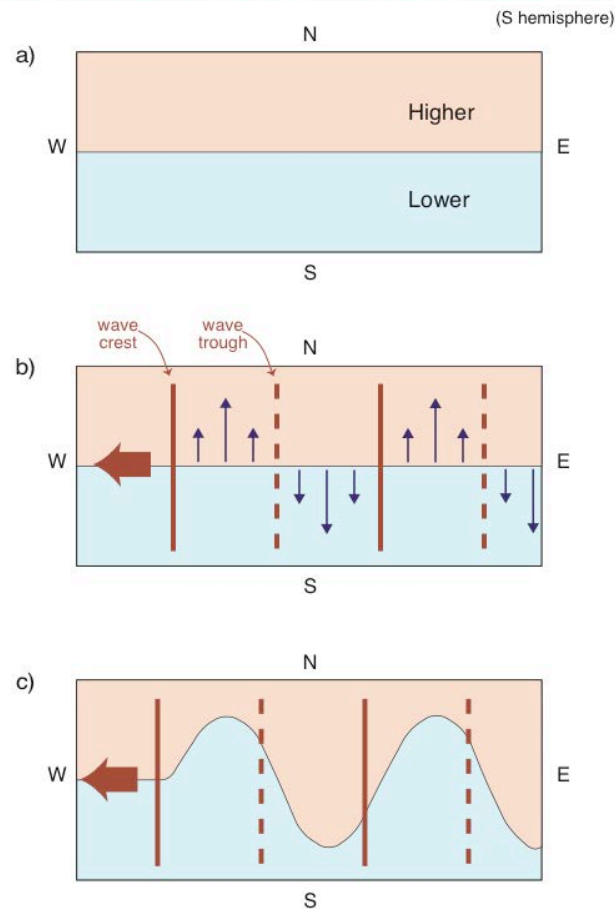 (S hemisphere)
N
a)
Higher
W
E
Lower
S
wave
crest
wave
trough
N
b)
W
E
S
N
c)
W
E
S